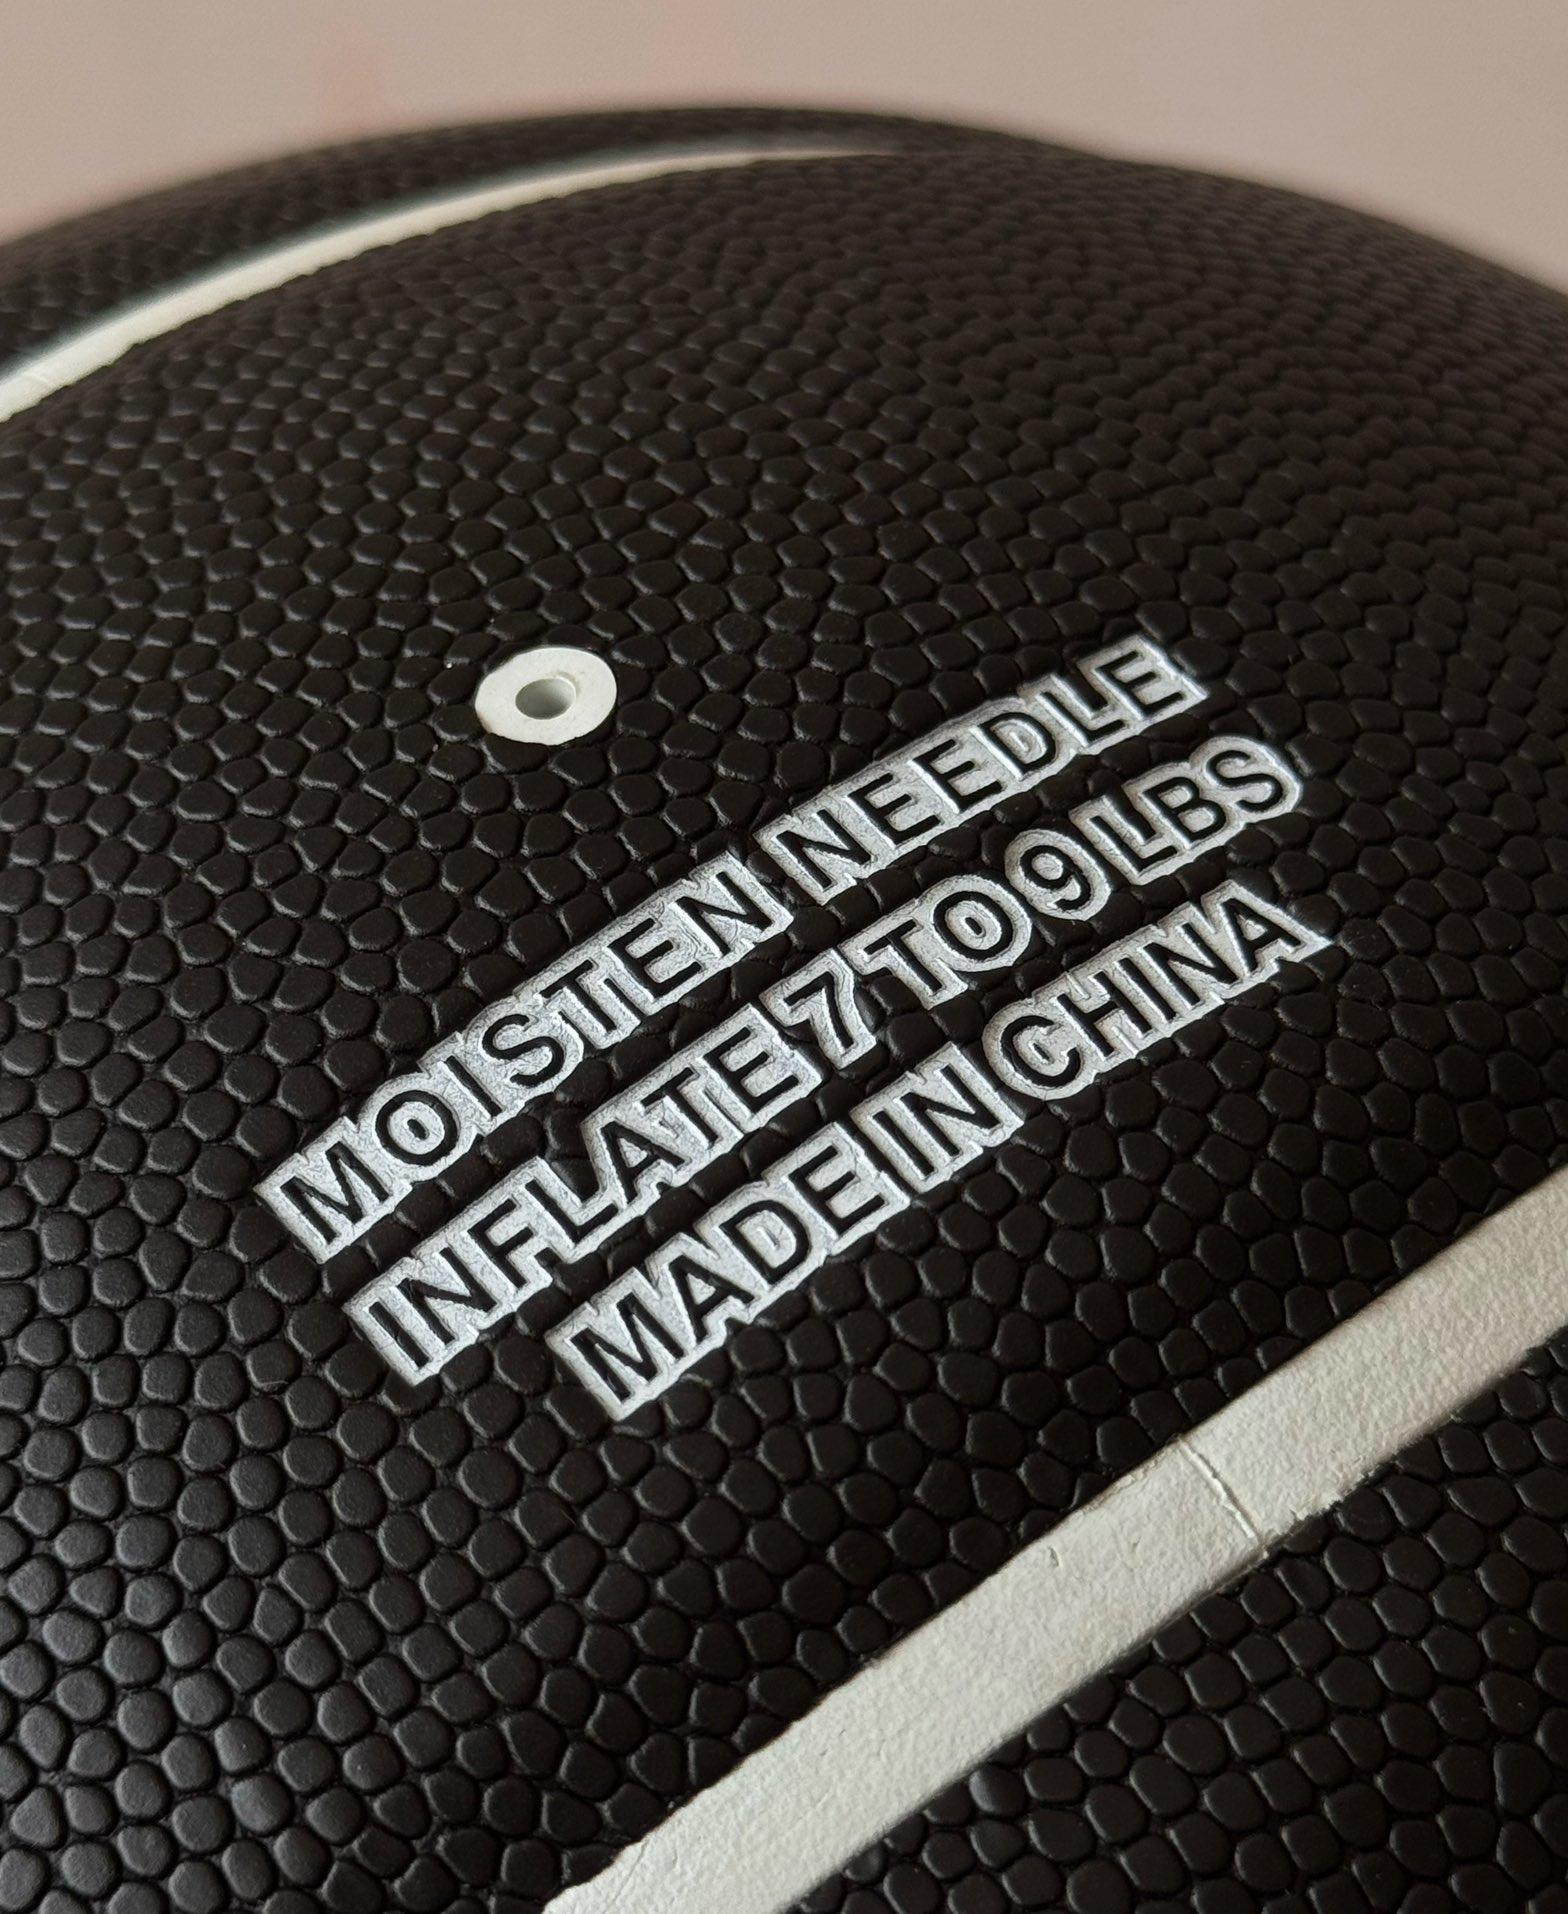 MOISTEN NEEDLE
INFLATE 7 TO 9 LBS
MADE IN CHINA